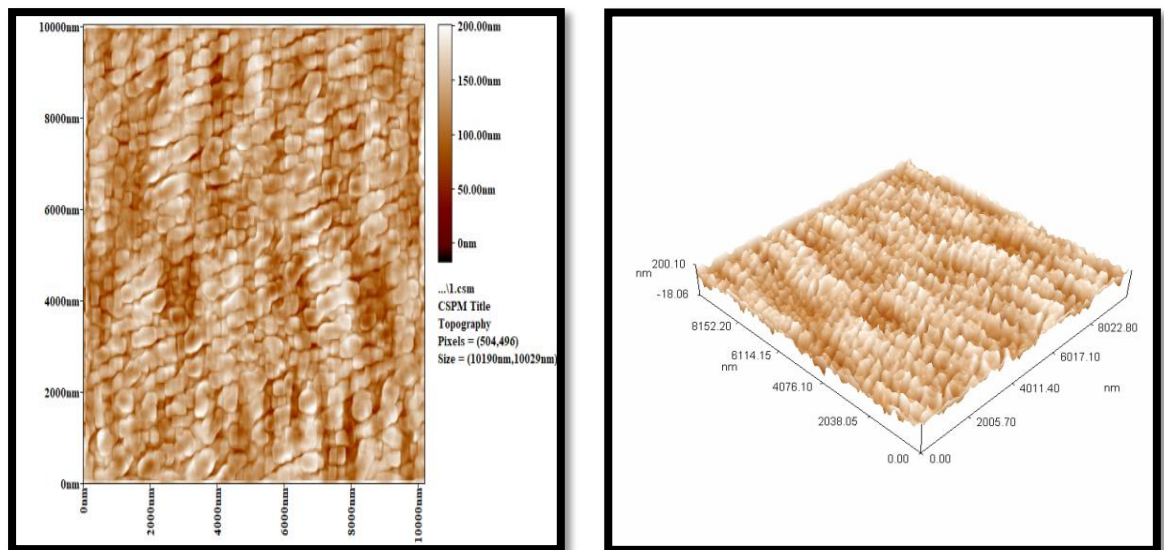 10000nm
8000nm
6000nm
4000nm
2000nm
0nm
0nm
2000nm
4000nm
6000nm
8000nm
10000nm
200.00nm
150.00nm
100.00nm
50.00nm
0nm
...\1.csm
CSPM Title
Topography
Pixels = (504,496)
Size = (10190nm,10029nm)
200.10
nm
-18.06
8152.20
6114.15
nm
4076.10
2038.05
0.00
0.00
2005.70
4011.40
nm
6017.10
8022.80